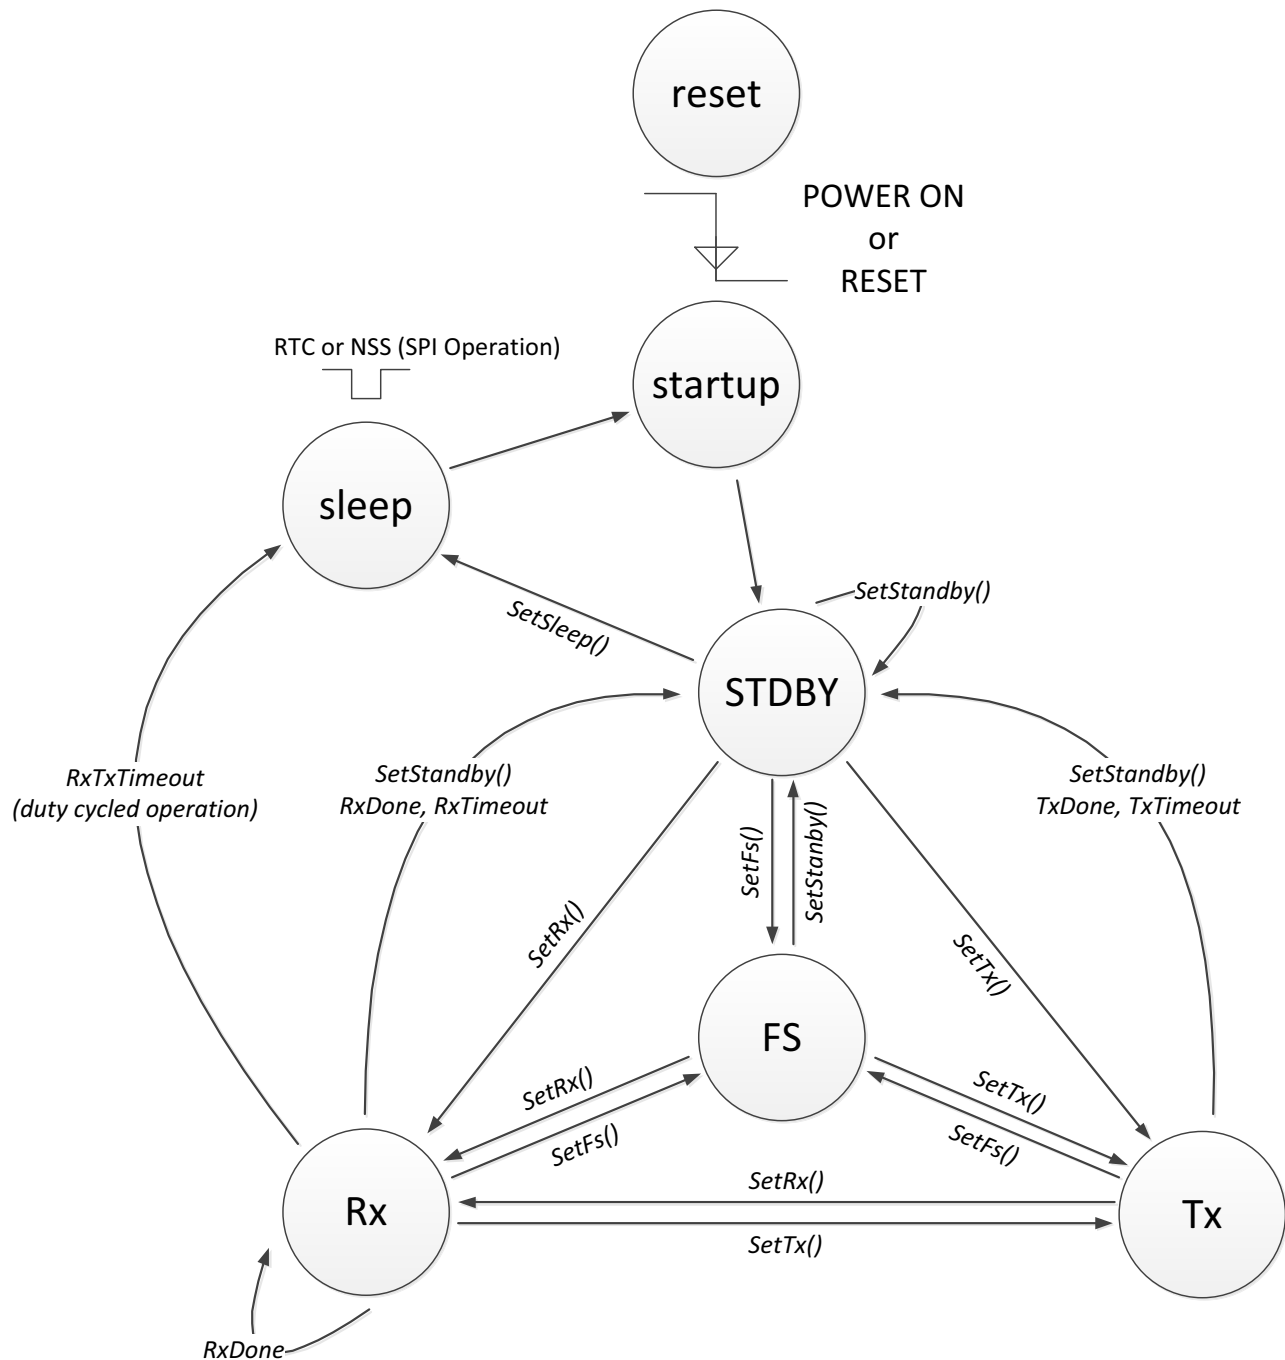 reset
POWER ON
or
RESET
RTC or NSS (SPI Operation)
startup
sleep
SetStandby()
SetSleep()
STDBY
RxTxTimeout
(duty cycled operation)
SetStandby()
RxDone, RxTimeout
SetStandby()
TxDone, TxTimeout
SetFs()
SetStanby()
SetRx()
SetTx()
FS
SetRx()
SetFs()
SetTx()
SetFs()
SetRx()
Rx
Tx
SetTx()
RxDone